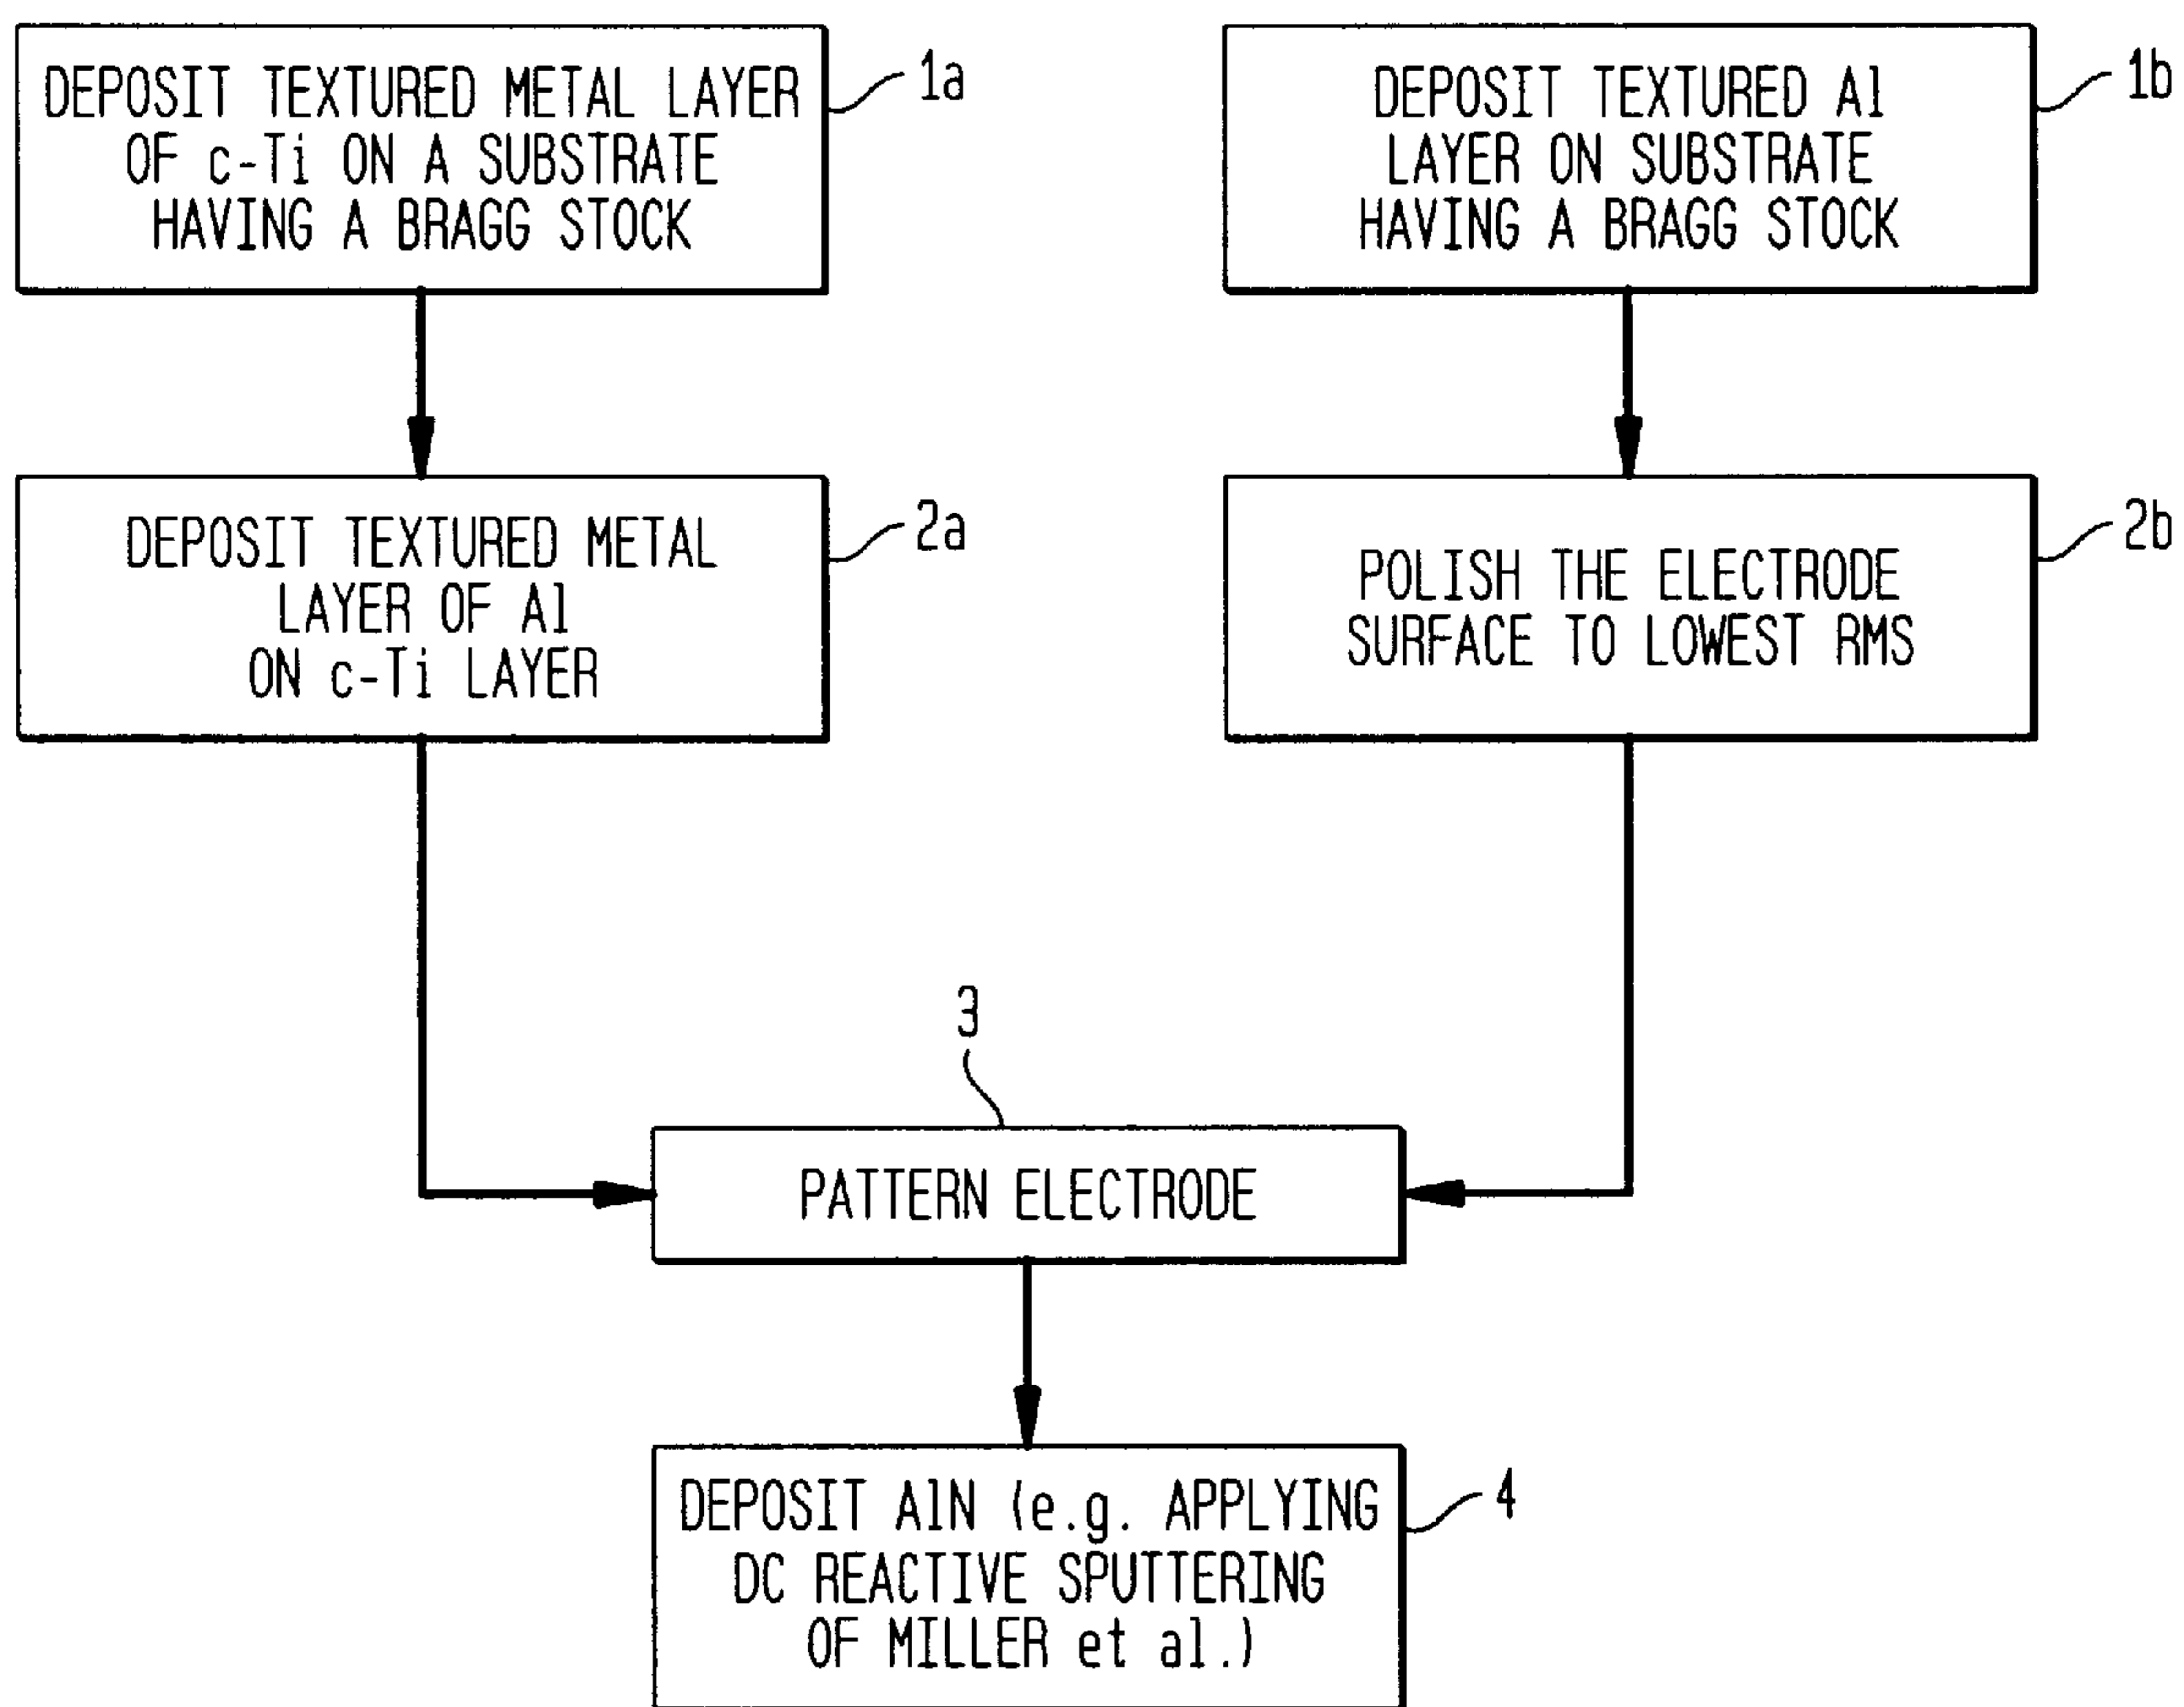 DEPOSIT TEXTURED METAL LAYER
OF c-Ti ON A SUBSTRATE
HAVING A BRAGG STOCK
1a
DEPOSIT TEXTURED Al
LAYER ON SUBSTRATE
HAVING A BRAGG STOCK
1b
DEPOSIT TEXTURED METAL
LAYER OF Al
ON c-Ti LAYER
2a
POLISH THE ELECTRODE
SURFACE TO LOWEST RMS
2b
3
PATTERN ELECTRODE
DEPOSIT AlN (e.g. APPLYING
DC REACTIVE SPUTTERING
OF MILLER et al.)
4